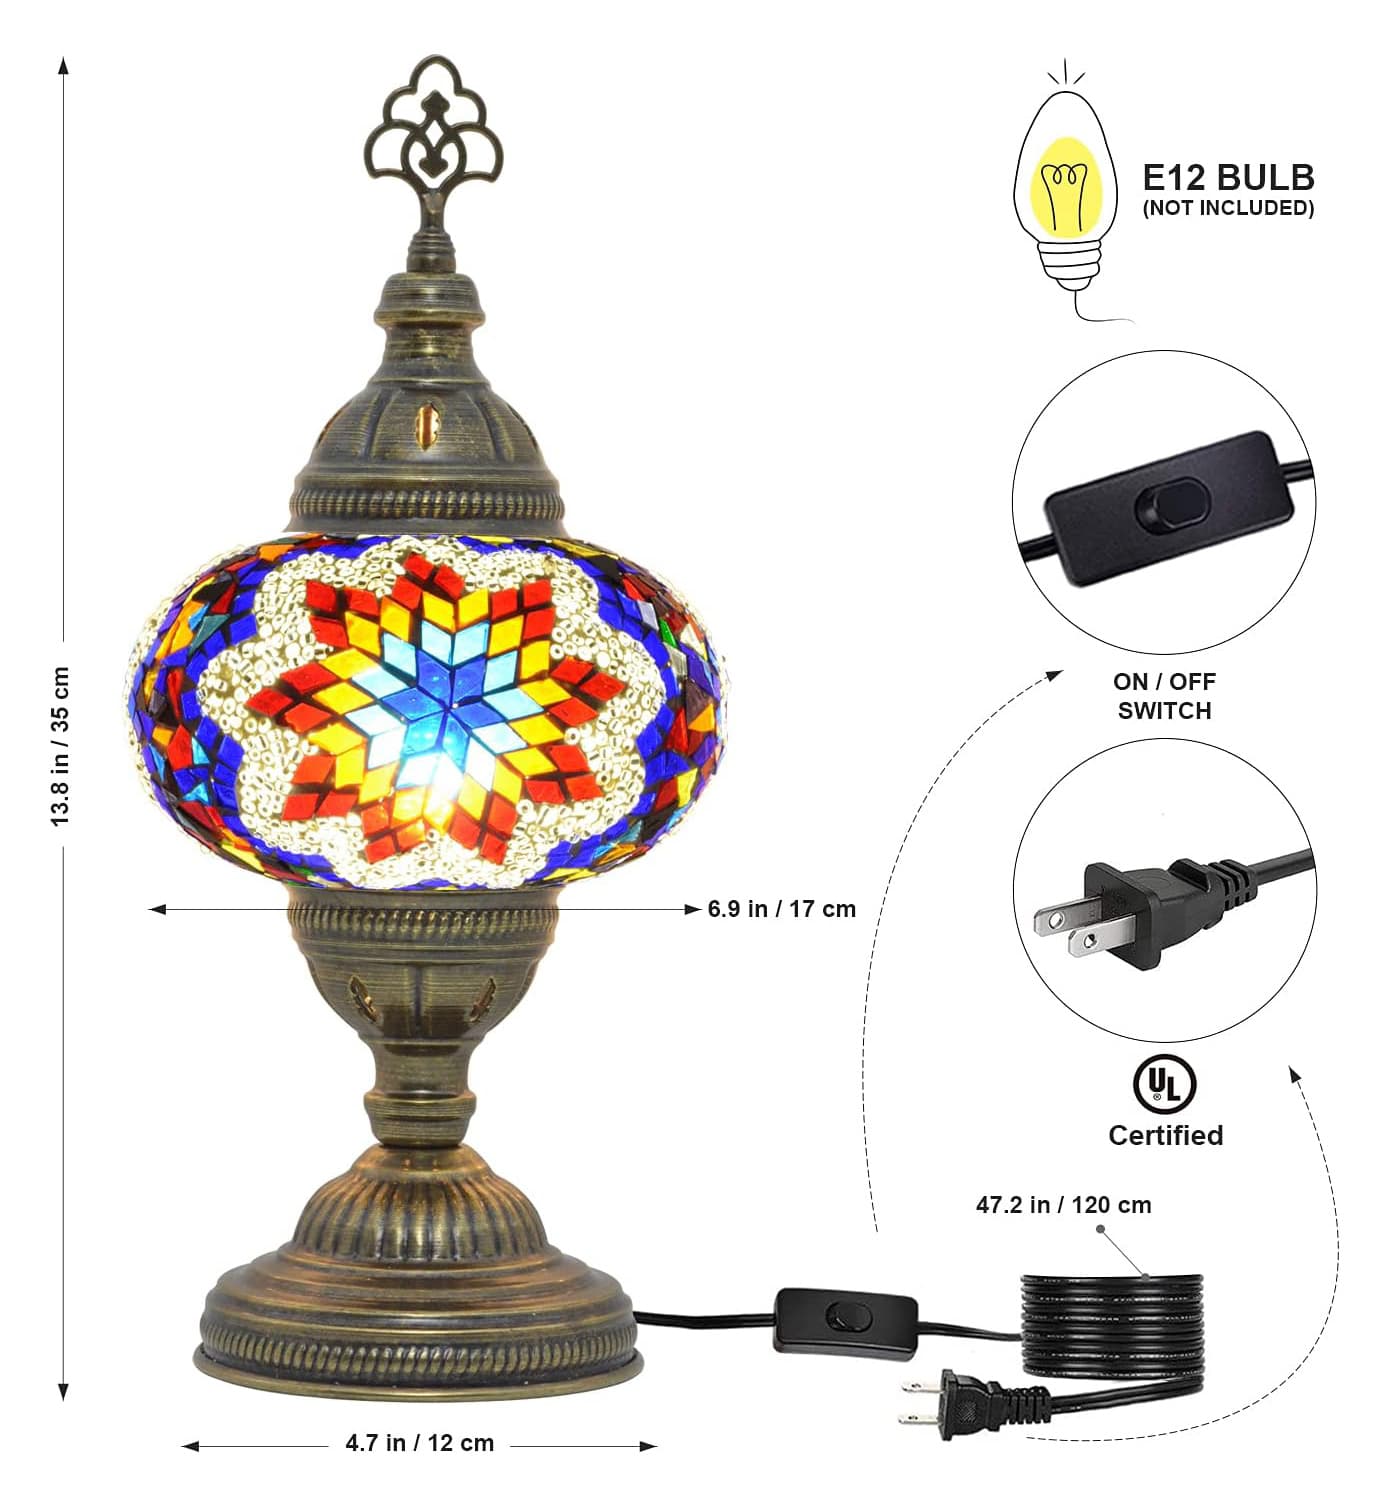 E12 BULB
(NOT INCLUDED)
ON / OFF
SWITCH
13.8 in / 35 cm
6.9 in / 17 cm
UL
®
Certified
47.2 in / 120 cm
4.7 in / 12 cm